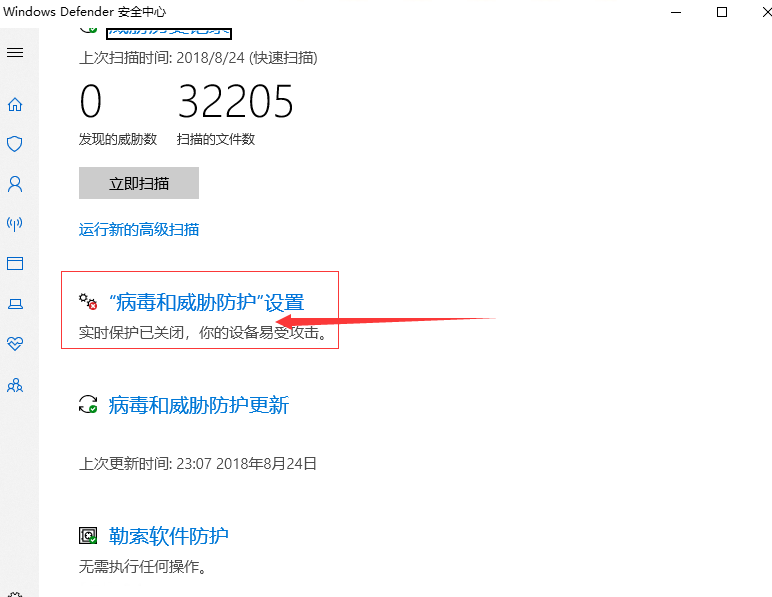 Windows Defender 安全中心
上次扫描时间: 2018/8/24 (快速扫描)
0 32205
发现的威胁数 扫描的文件数
立即扫描
运行新的高级扫描
“病毒和威胁防护”设置
实时保护已关闭，你的设备易受攻击。
病毒和威胁防护更新
上次更新时间: 23:07 2018年8月24日
勒索软件防护
无需执行任何操作。